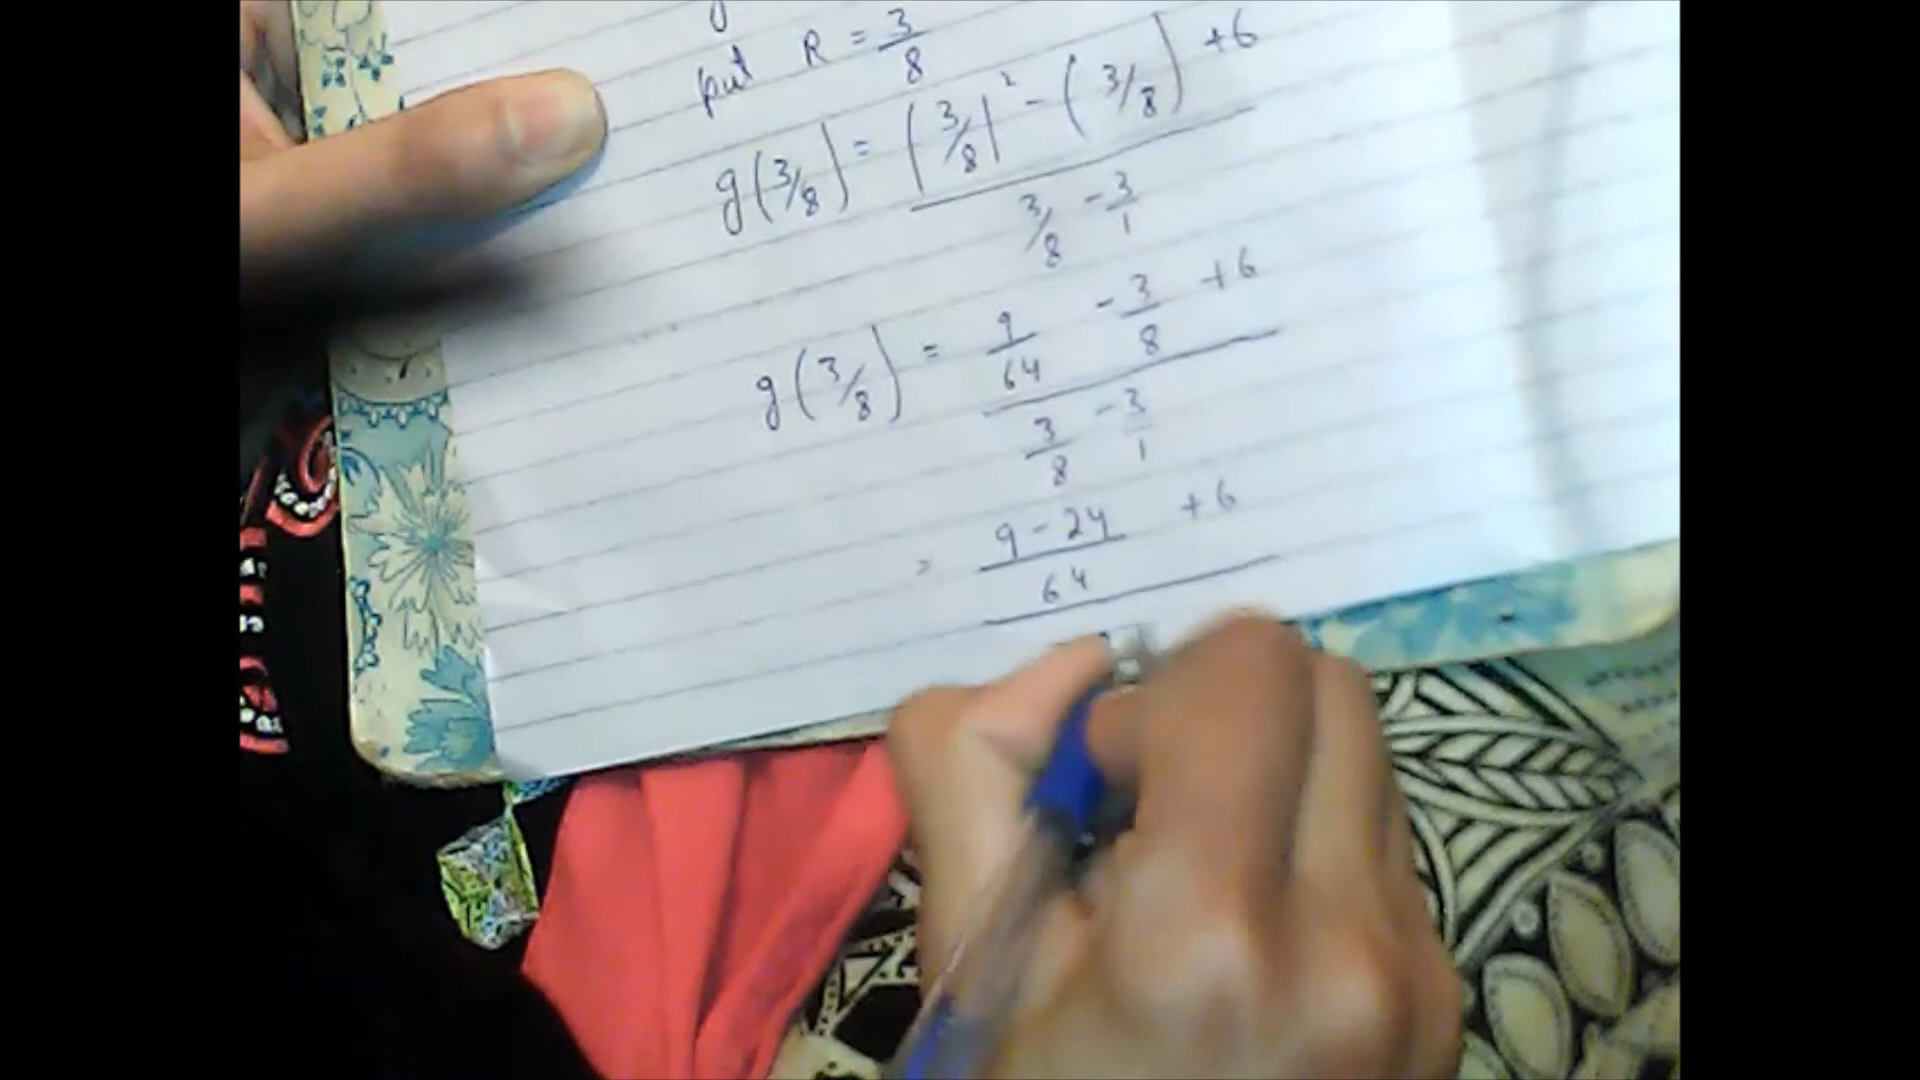 put R = 3/8
g(3/8) = (3/8)² - (3/8) + 6
3/8 - 3/1
g(3/8) = 9/64 - 3/8 + 6
3/8 - 3/1
= 9 - 24/64 + 6